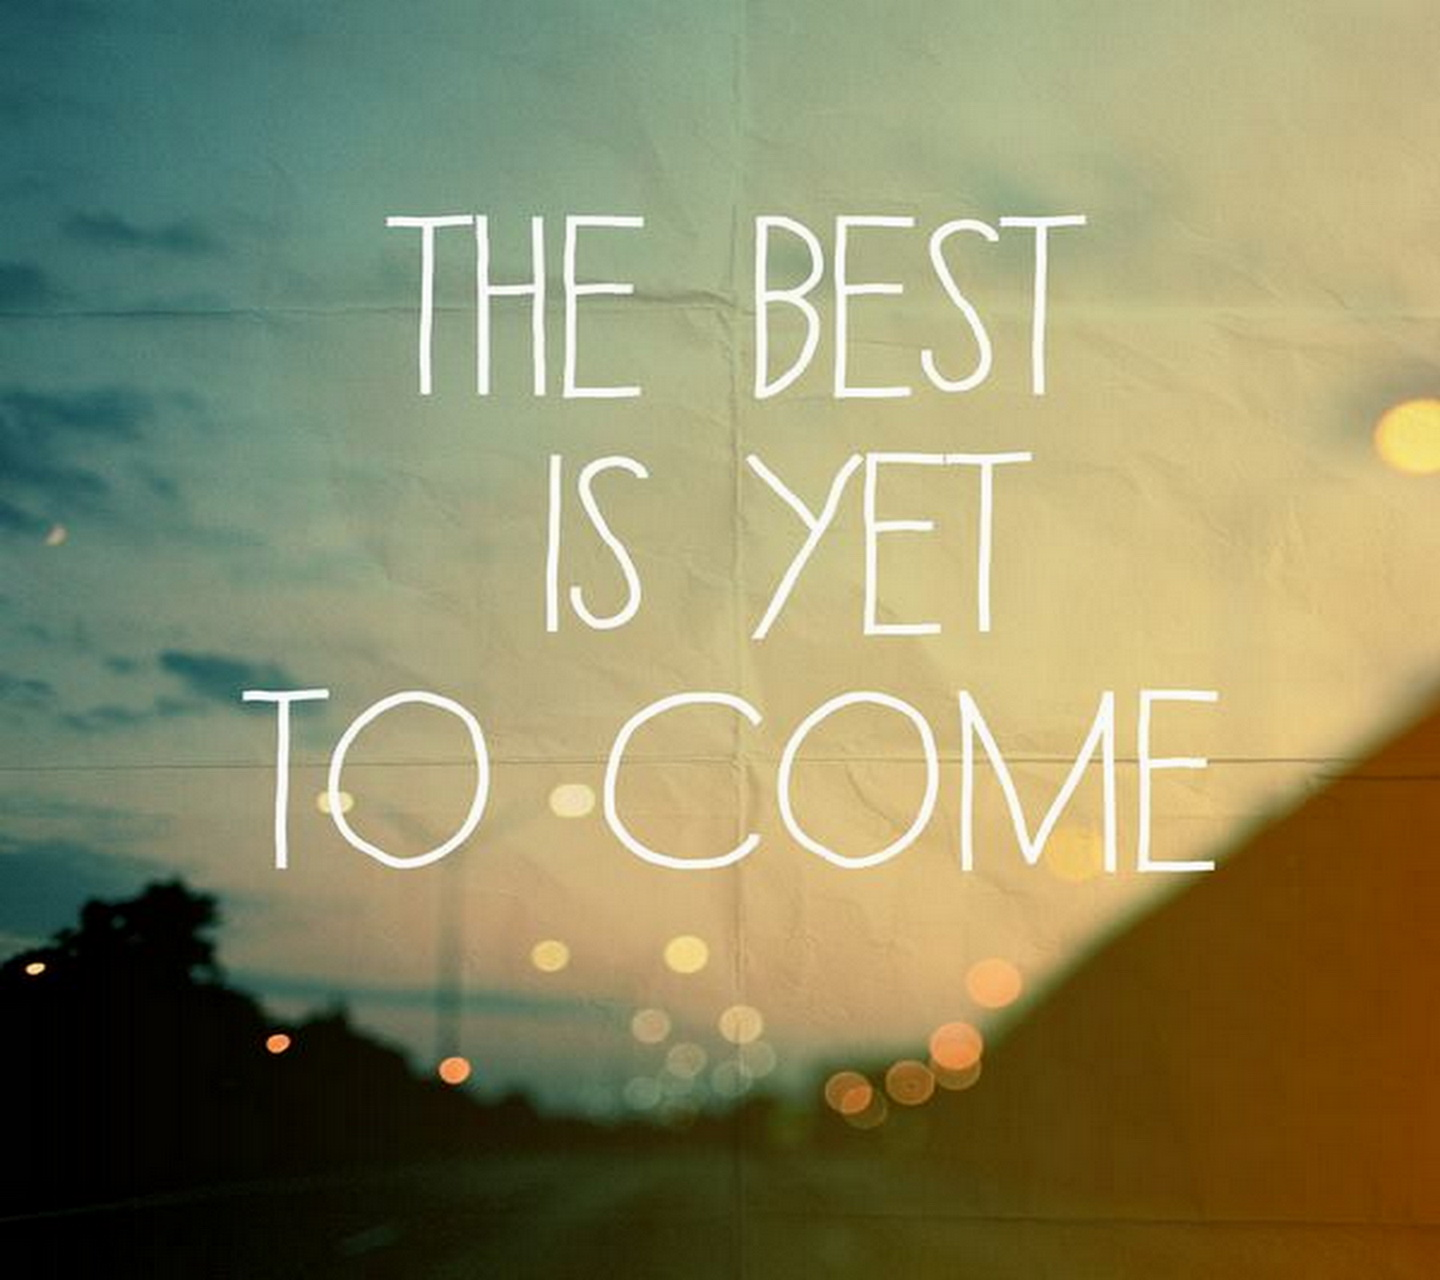 THE BEST
IS YET
TO COME